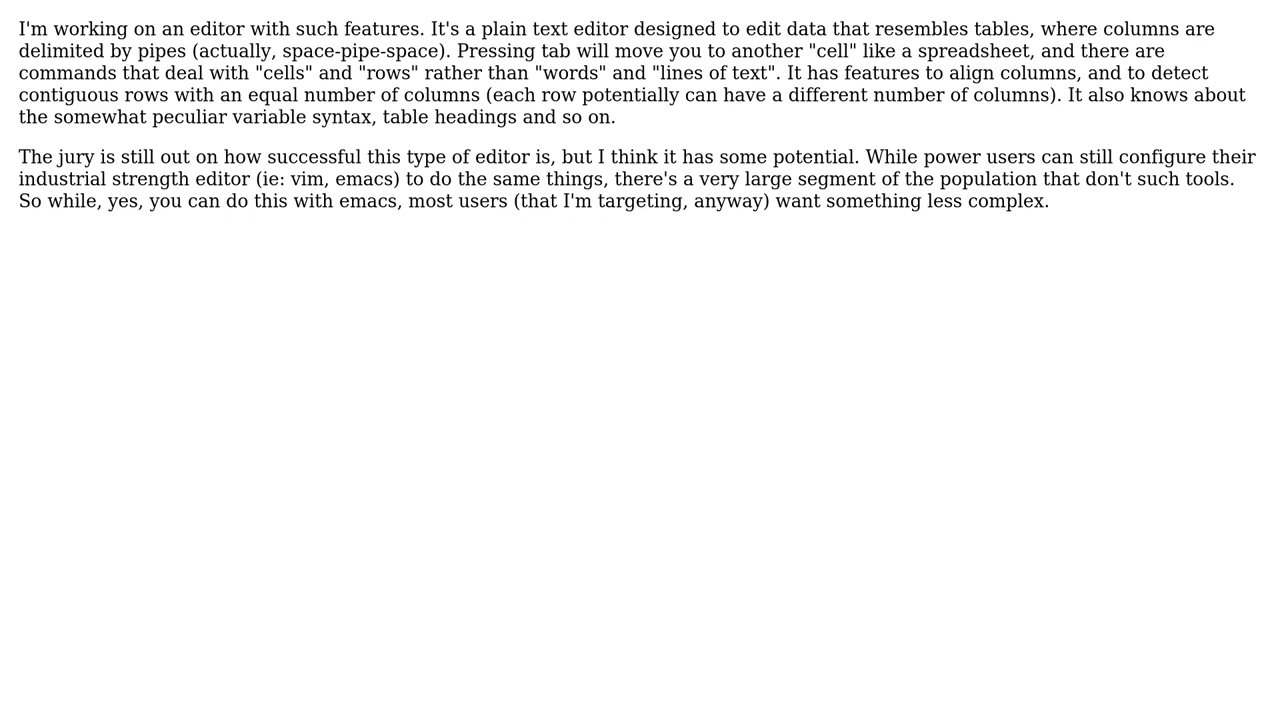 I'm working on an editor with such features. It's a plain text editor designed to edit data that resembles tables, where columns are
delimited by pipes (actually, space-pipe-space). Pressing tab will move you to another "cell" like a spreadsheet, and there are
commands that deal with "cells" and "rows" rather than "words" and "lines of text". It has features to align columns, and to detect
contiguous rows with an equal number of columns (each row potentially can have a different number of columns). It also knows about
the somewhat peculiar variable syntax, table headings and so on.
The jury is still out on how successful this type of editor is, but I think it has some potential. While power users can still configure their
industrial strength editor (ie: vim, emacs) to do the same things, there's a very large segment of the population that don't such tools.
So while, yes, you can do this with emacs, most users (that I'm targeting, anyway) want something less complex.